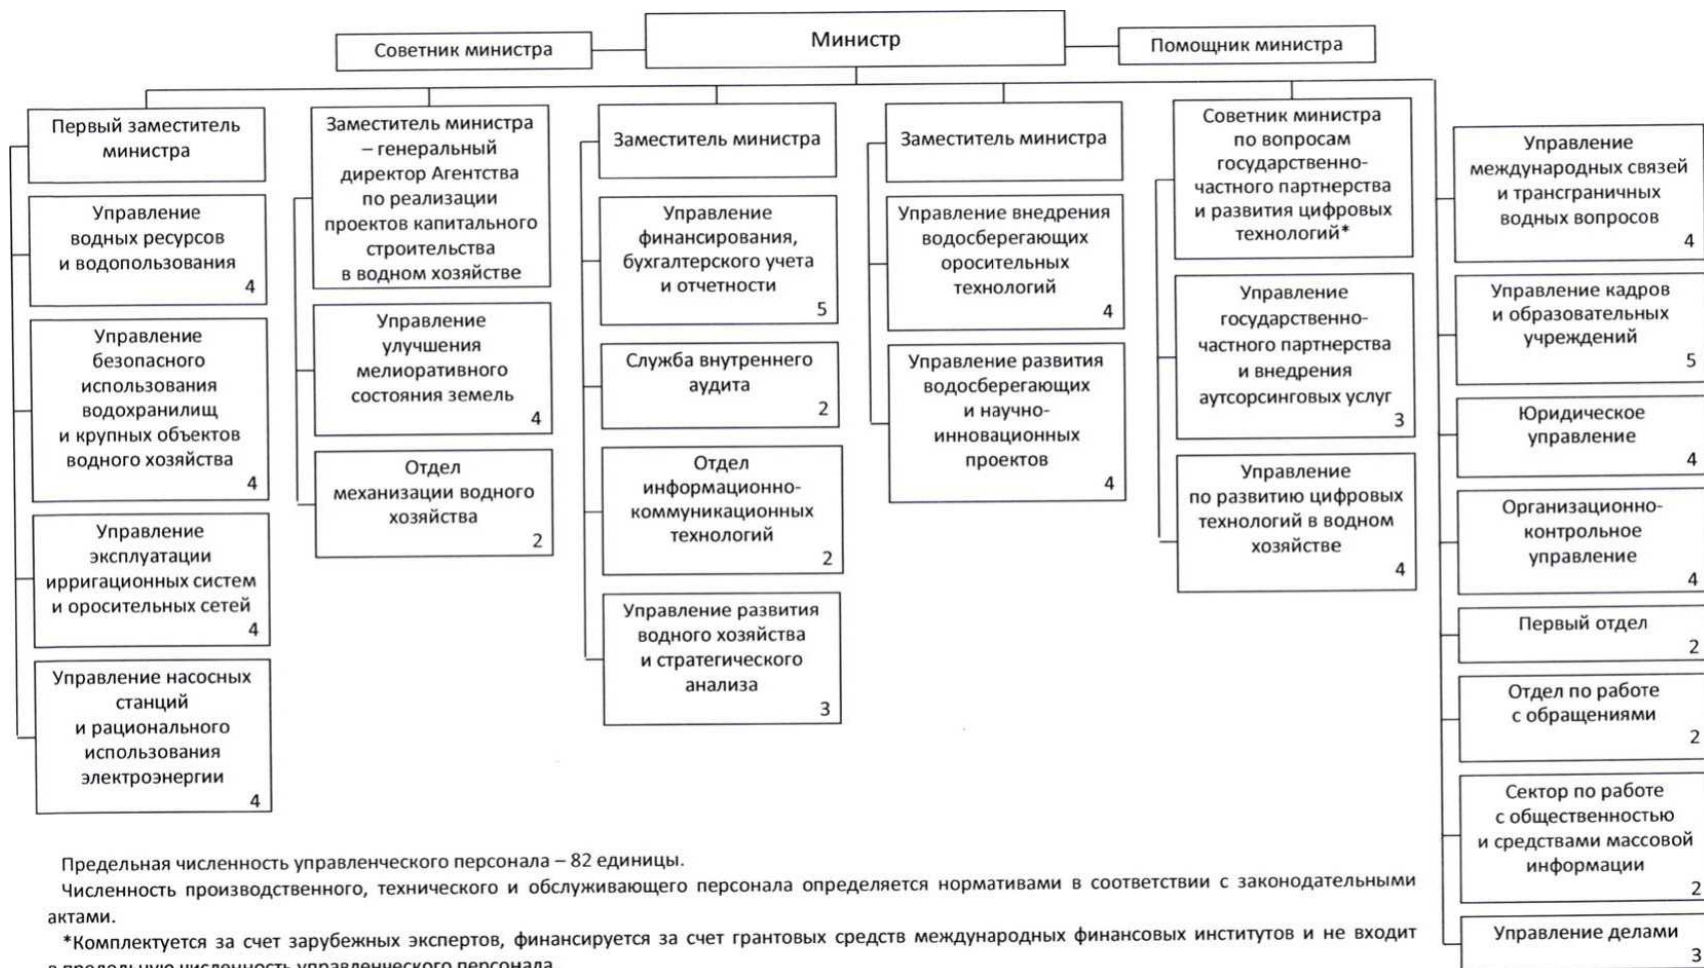 Министр
Советник министра
Помощник министра
Первый заместитель
министра
Управление
водных ресурсов
и водопользования
4
Управление
безопасного
использования
водохранилищ
и крупных объектов
водного хозяйства
4
Управление
эксплуатации
ирригационных систем
и оросительных сетей
4
Управление насосных
станций
и рационального
использования
электроэнергии
4
Заместитель министра
– генеральный
директор Агентства
по реализации
проектов капитального
строительства
в водном хозяйстве
Управление
улучшения
мелиоративного
состояния земель
4
Отдел
механизации водного
хозяйства
2
Заместитель министра
Управление
финансирования,
бухгалтерского учета
и отчетности
5
Служба внутреннего
аудита
2
Отдел
информационно-
коммуникационных
технологий
2
Управление развития
водного хозяйства
и стратегического
анализа
3
Заместитель министра
Управление внедрения
водосберегающих
оросительных
технологий
4
Управление развития
водосберегающих
и научно-
инновационных
проектов
4
Советник министра
по вопросам
государственно-
частного партнерства
и развития цифровых
технологий*
Управление
государственно-
частного партнерства
и внедрения
аутсорсинговых услуг
3
Управление
по развитию цифровых
технологий в водном
хозяйстве
4
Управление
международных связей
и трансграничных
водных вопросов
4
Управление кадров
и образовательных
учреждений
5
Юридическое
управление
4
Организационно-
контрольное
управление
4
Первый отдел
2
Отдел по работе
с обращениями
2
Сектор по работе
с общественностью
и средствами массовой
информации
2
Управление делами
3
Предельная численность управленческого персонала – 82 единицы.
Численность производственного, технического и обслуживающего персонала определяется нормативами в соответствии с законодательными
актами.
*Комплектуется за счет зарубежных экспертов, финансируется за счет грантовых средств международных финансовых институтов и не входит
в предельную численность управленческого персонала.